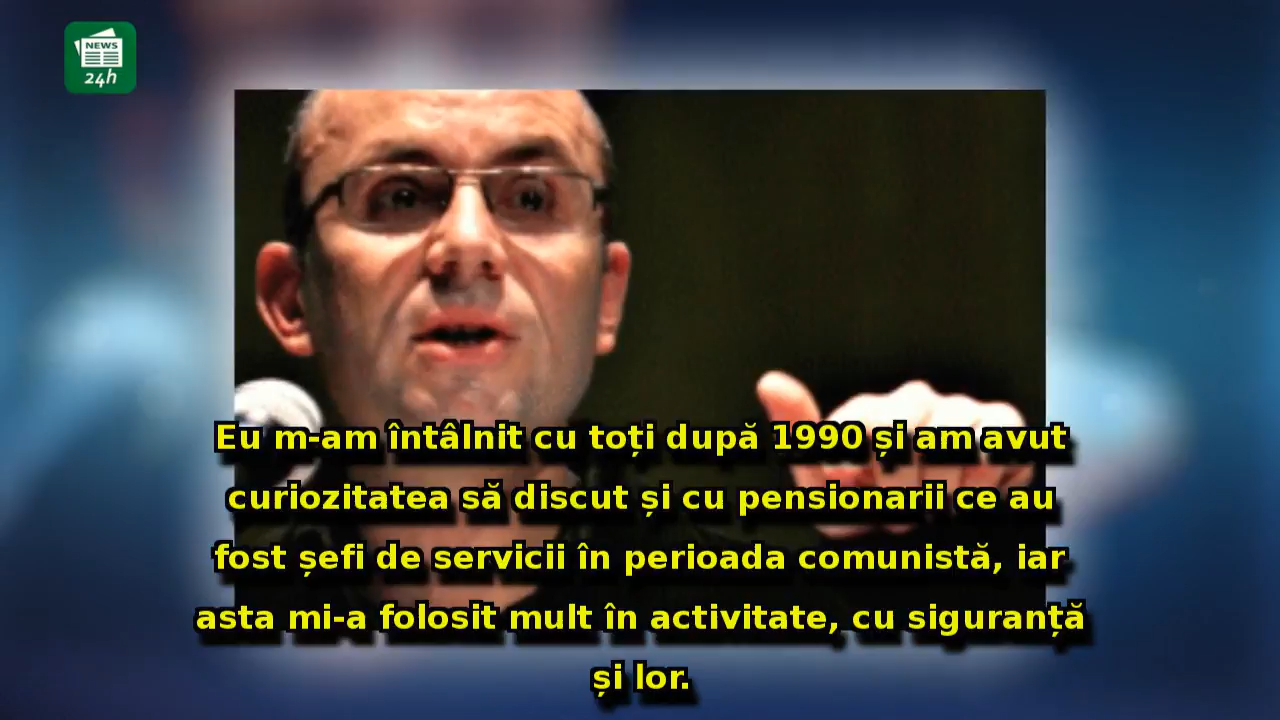 NEWS
24h
Eu m-am întâlnit cu toți după 1990 și am avut
curiozitatea să discut și cu pensionarii ce au
fost șefi de servicii în perioada comunistă, iar
asta mi-a folosit mult în activitate, cu siguranță
și lor.